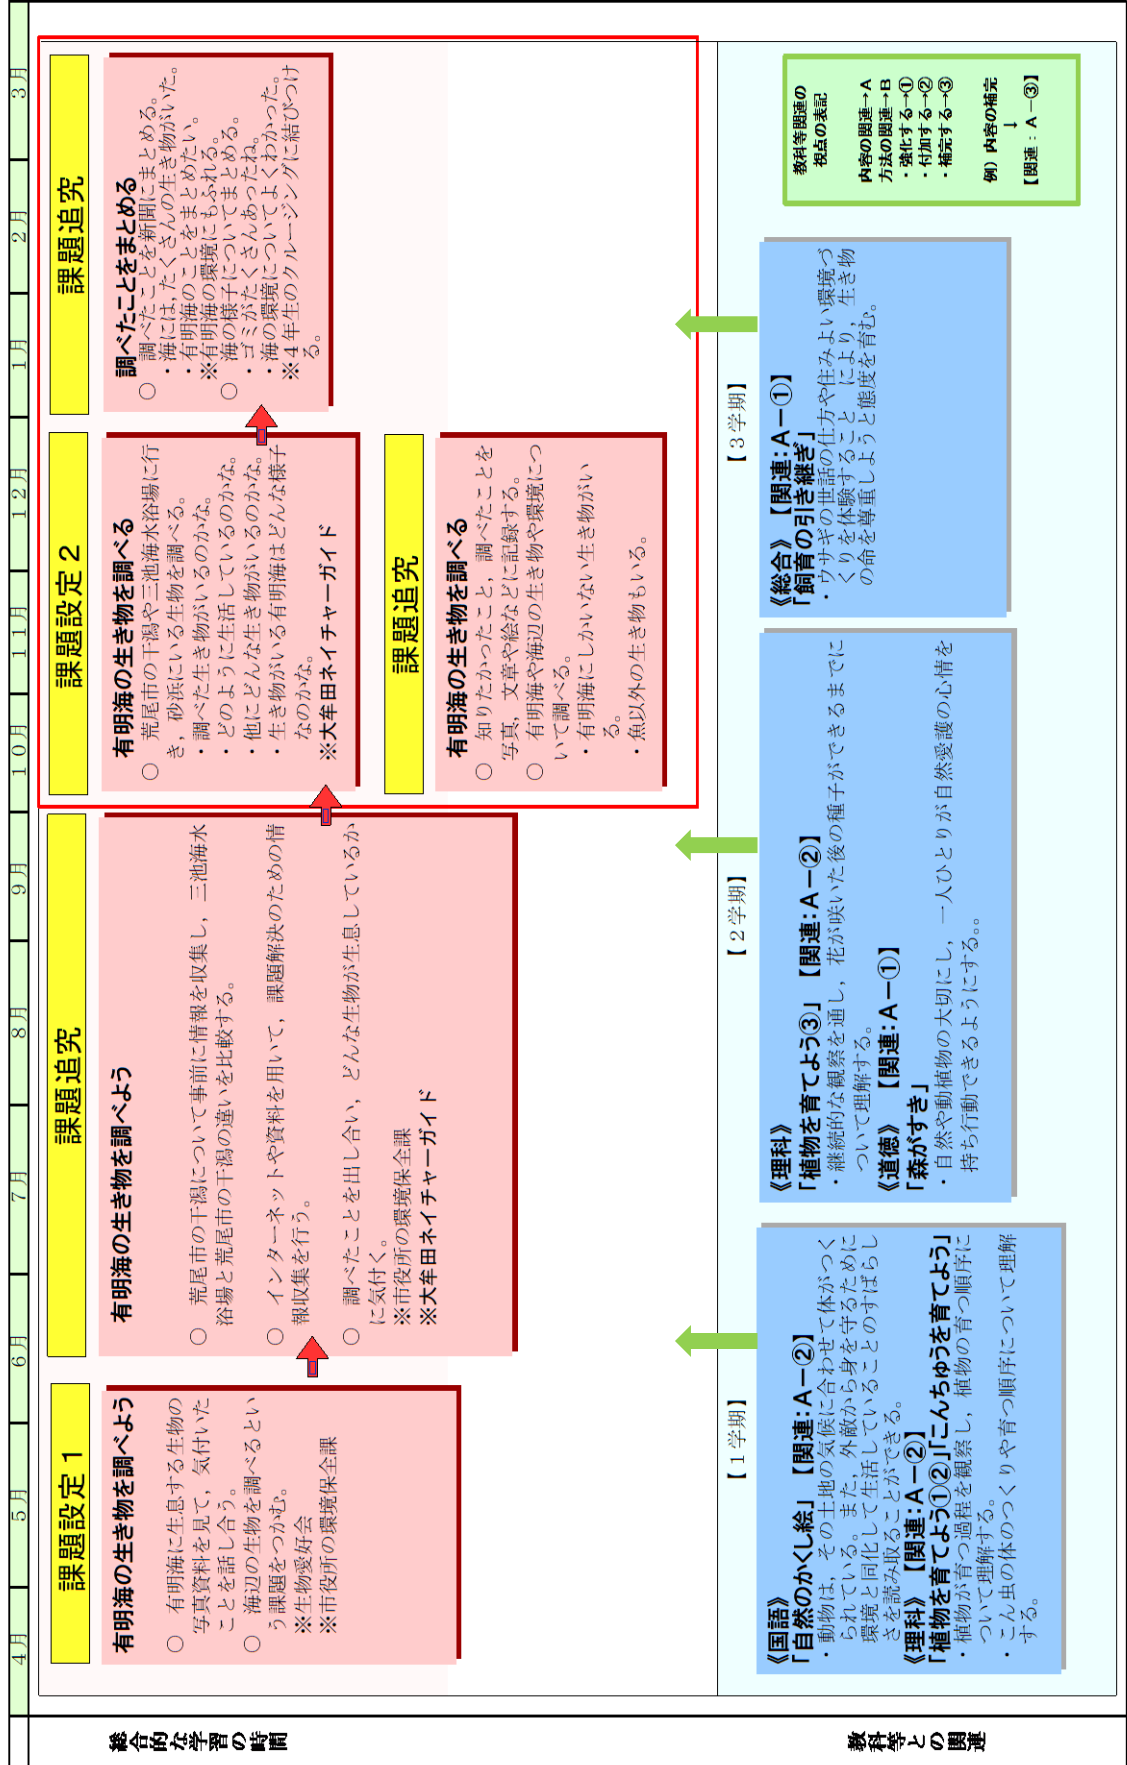 4月　5月　6月　7月　8月　9月　10月　11月　12月　1月　2月　3月
総合的な学習の時間
課題設定１
有明海の生き物を調べよう
○　有明海に生息する生物の
写真資料を見て，気付いた
ことを話し合う。
○　海辺の生物を調べるとい
う課題をつかむ。
※生物愛好会
※市役所の環境保全課
課題追究
有明海の生き物を調べよう
○　荒尾市の干潟について事前に情報を収集し，三池海水
浴場と荒尾市の干潟の違いを比較する。
○　インターネットや資料を用いて，課題解決のための情
報収集を行う。
○　調べたことを出し合い，どんな生物が生息しているか
に気付く。
※市役所の環境保全課
※大牟田ネイチャーガイド
課題設定２
有明海の生き物を調べる
○　荒尾市の干潟や三池海水浴場に行
き，砂浜にいる生物を調べる。
・調べた生き物がいるのかな。
・どのように生活しているのかな。
・他にどんな生き物がいるのかな。
・生き物がいる有明海はどんな様子
なのかな。
※大牟田ネイチャーガイド
課題追究
有明海の生き物を調べる
○　知りたかったこと，調べたことを
写真，文章や絵などに記録する。
○　有明海や海辺の生き物や環境につ
いて調べる。
・有明海にしかいない生き物がい
る。
・魚以外の生き物もいる。
課題追究
調べたことをまとめる
○　調べたことを新聞にまとめる。
・海には,たくさんの生き物がいた。
・有明海のことをまとめたい。
※有明海の環境にもふれる。
○　海の様子についてまとめる。
・ゴミがたくさんあったね。
・海の環境についてよくわかった。
※４年生のクルージングに結びつけ
る。
教科等との関連
【１学期】
《国語》
「自然のかくし絵」【関連：Ａ－②】
・動物は，その土地の気候に合わせて体がつく
られている。また，外敵から身を守るために
環境と同化して生活していることのすばらし
さを読み取ることができる。
《理科》【関連：Ａ－②】
「植物を育てよう①②」「こんちゅうを育てよう」
・植物が育つ過程を観察し，植物の育つ順序に
ついて理解する。
・こん虫の体のつくりや育つ順序について理解
する。
【２学期】
《理科》
「植物を育てよう③」【関連：Ａ－②】
・継続的な観察を通し，花が咲いた後の種子ができるまでに
ついて理解する。
《道徳》　【関連：Ａ－①】
「森がすき」
・自然や動植物の大切にし，一人ひとりが自然愛護の心情を
持ち行動できるようにする。。
【３学期】
《総合》【関連：Ａ－①】
「飼育の引き継ぎ」
・ウサギの世話の仕方や住みよい環境づ
くりを体験すること　により，生き物
の命を尊重しようと態度を育む。
教科等関連の
視点の表記
内容の関連→Ａ
方法の関連→Ｂ
・強化する→①
・付加する→②
・補完する→③
例）内容の補完
↓
【関連：Ａ－③】